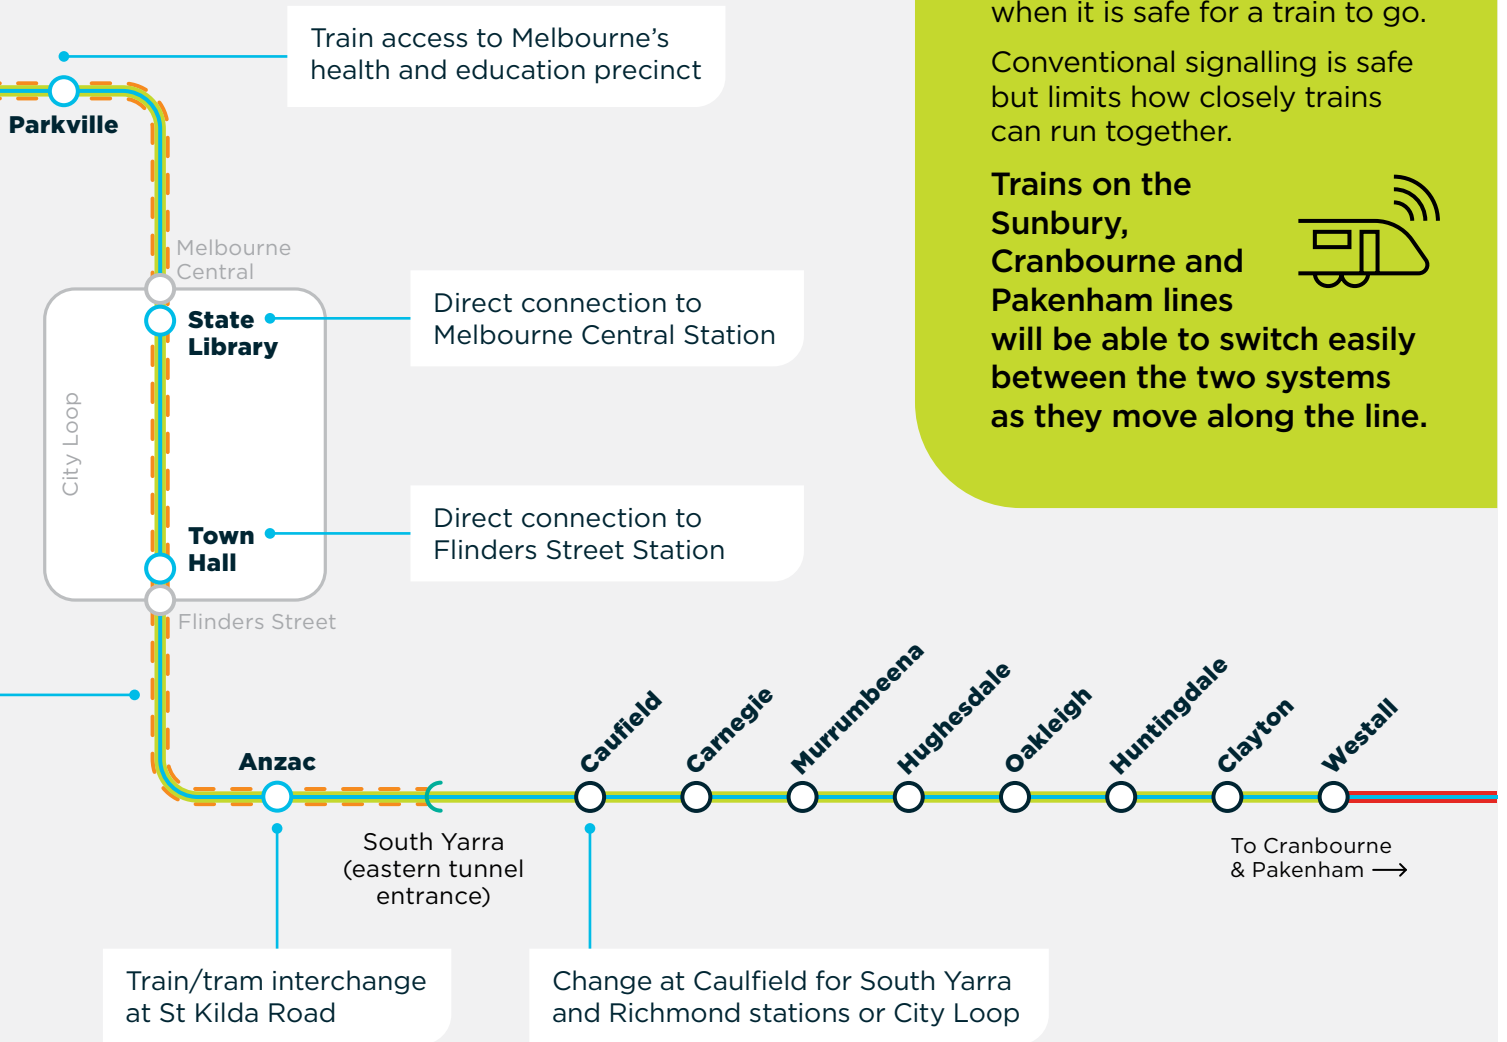 Train access to Melbourne's
health and education precinct
Parkville
Melbourne
Central
State
Library
Direct connection to
Melbourne Central Station
City Loop
Town
Hall
Direct connection to
Flinders Street Station
Flinders Street
Anzac
South Yarra
(eastern tunnel
entrance)
Caufield
Carnegie
Murrumbeena
Hughesdale
Oakleigh
Huntingdale
Clayton
Westall
To Cranbourne
& Pakenham →
Train/tram interchange
at St Kilda Road
Change at Caulfield for South Yarra
and Richmond stations or City Loop
when it is safe for a train to go.
Conventional signalling is safe
but limits how closely trains
can run together.
Trains on the
Sunbury,
Cranbourne and
Pakenham lines
will be able to switch easily
between the two systems
as they move along the line.